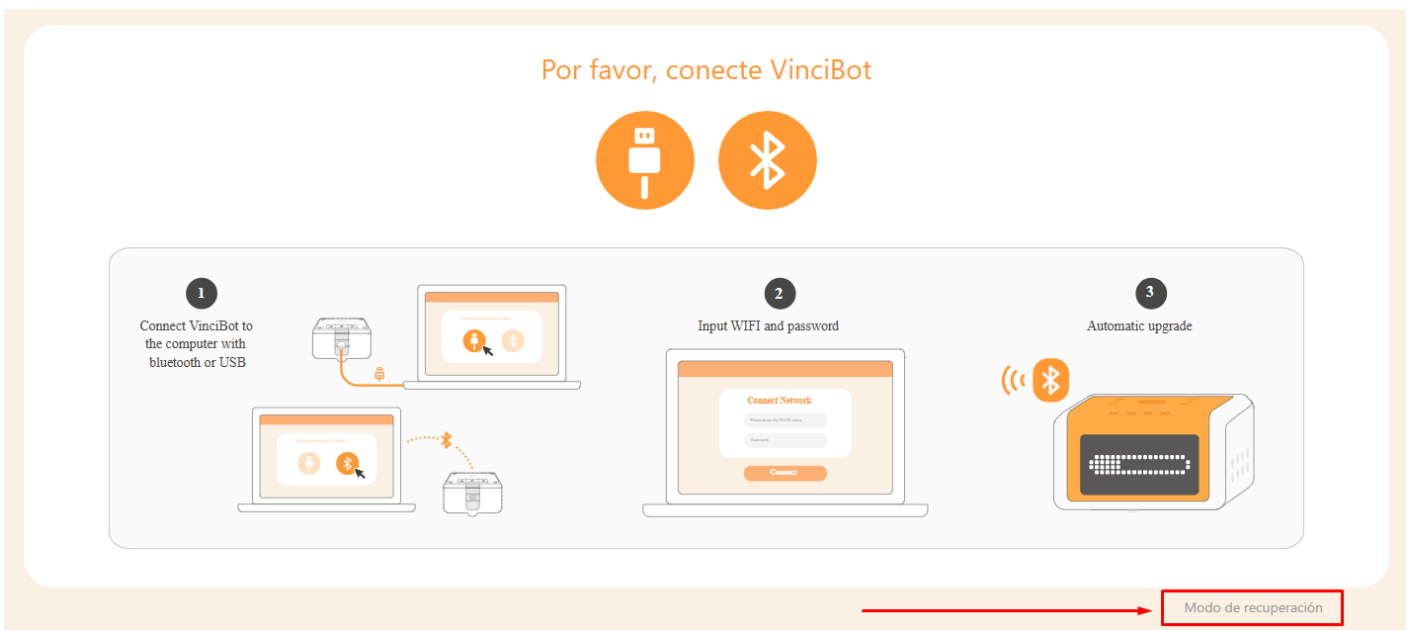 Por favor, conecte VinciBot
1
Connect VinciBot to
the computer with
bluetooth or USB
2
Input WIFI and password
Connect Network
Password
Connect
3
Automatic upgrade
Modo de recuperación